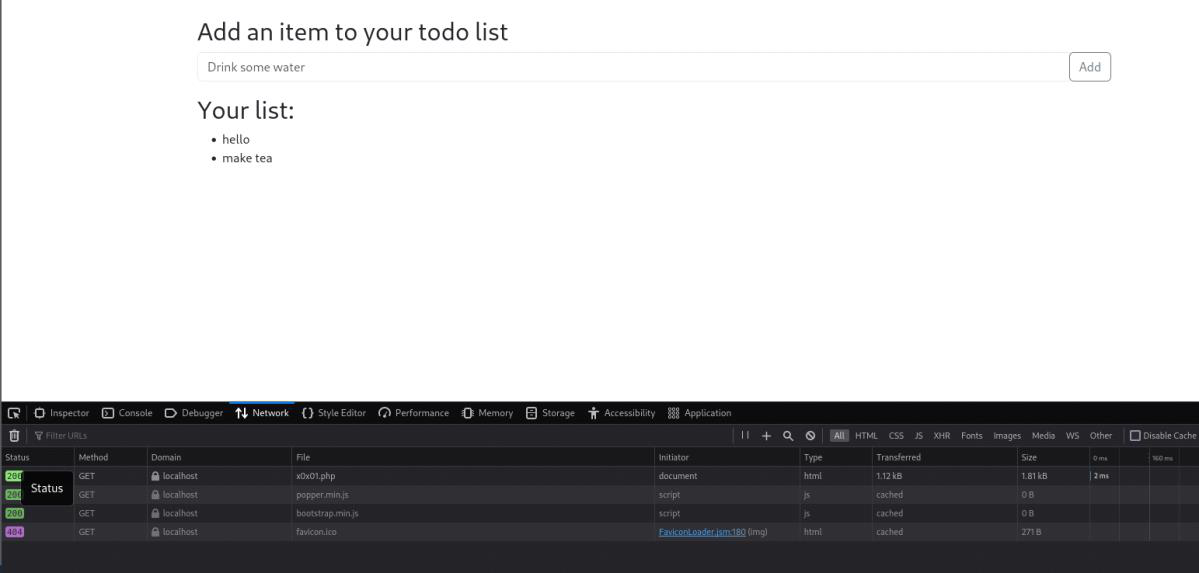 Add an item to your todo list
Drink some water Add
Your list:
• hello
• make tea
Inspector Console Debugger Network {} Style Editor Performance Memory Storage Accessibility Application
Filter URLs All HTML CSS JS XHR Fonts Images Media WS Other Disable Cache
Status Method Domain File Initiator Type Transferred Size 0 ms 160 ms
200 GET localhost x0x01.php document html 1.12 kB 1.81 kB 2 ms
Status
200 GET localhost popper.min.js script js cached 0 B
200 GET localhost bootstrap.min.js script js cached 0 B
404 GET localhost favicon.ico FaviconLoader.jsm:180 (img) html cached 271 B